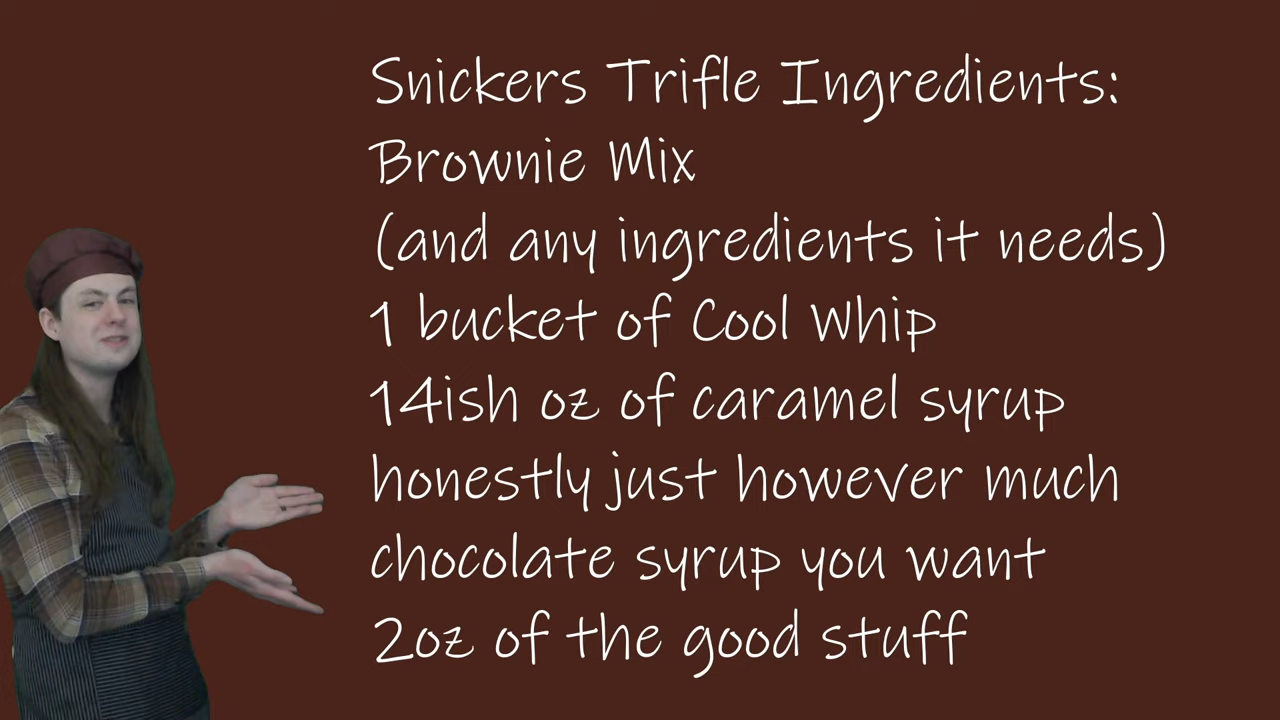 Snickers Trifle Ingredients:
Brownie Mix
(and any ingredients it needs)
1 bucket of Cool Whip
14ish oz of caramel syrup
honestly just however much
chocolate syrup you want
2oz of the good stuff